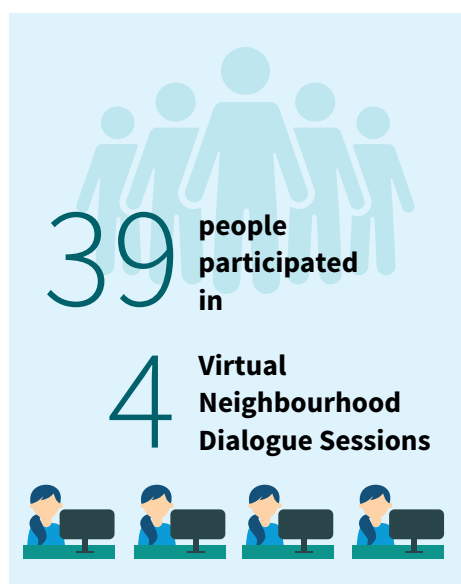 39 people
participated
in
4 Virtual
Neighbourhood
Dialogue Sessions